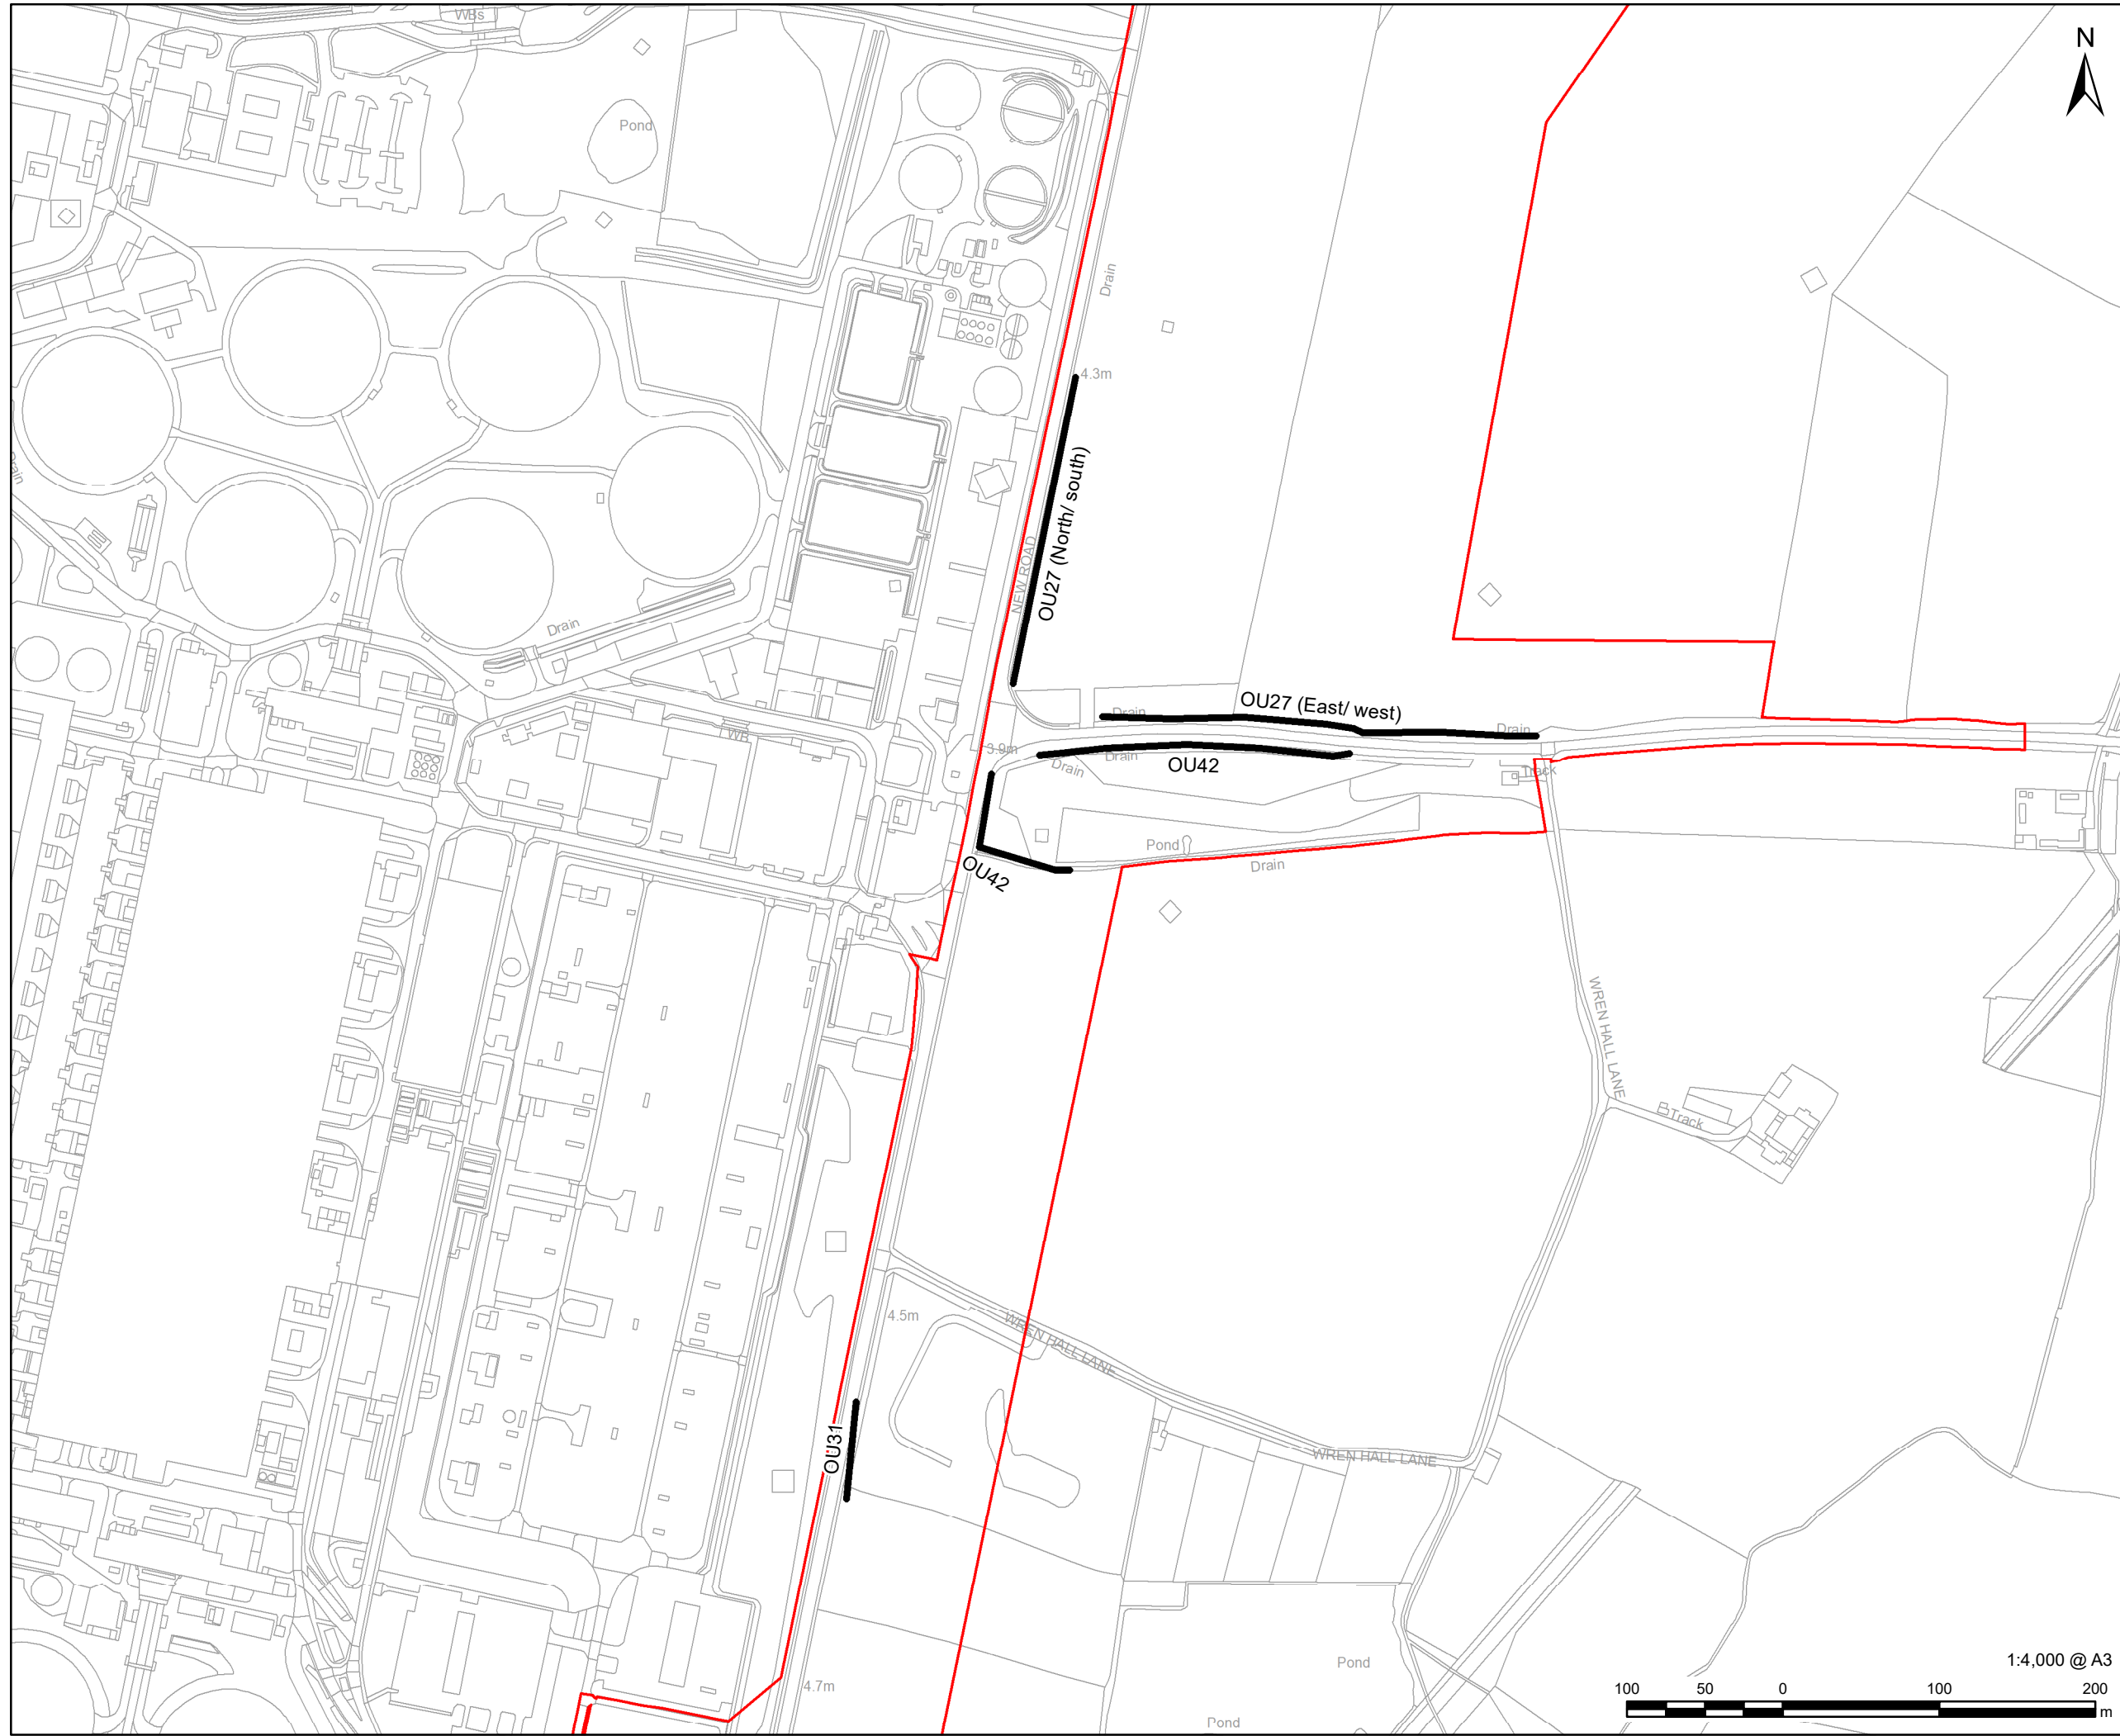 WBs
N
Pond
Drain
4.3m
OU27 (North/ south)
NEW ROAD
Drain
OU27 (East/ west)
Drain
Drain
WB
3.9m
Drain
Drain
OU42
Track
Pond
Drain
OU42
WREN HALL LANE
Track
4.5m
WREN HALL LANE
OU31
WREN HALL LANE
Pond
4.7m
Pond
1:4,000 @ A3
100 50 0 100 200
m